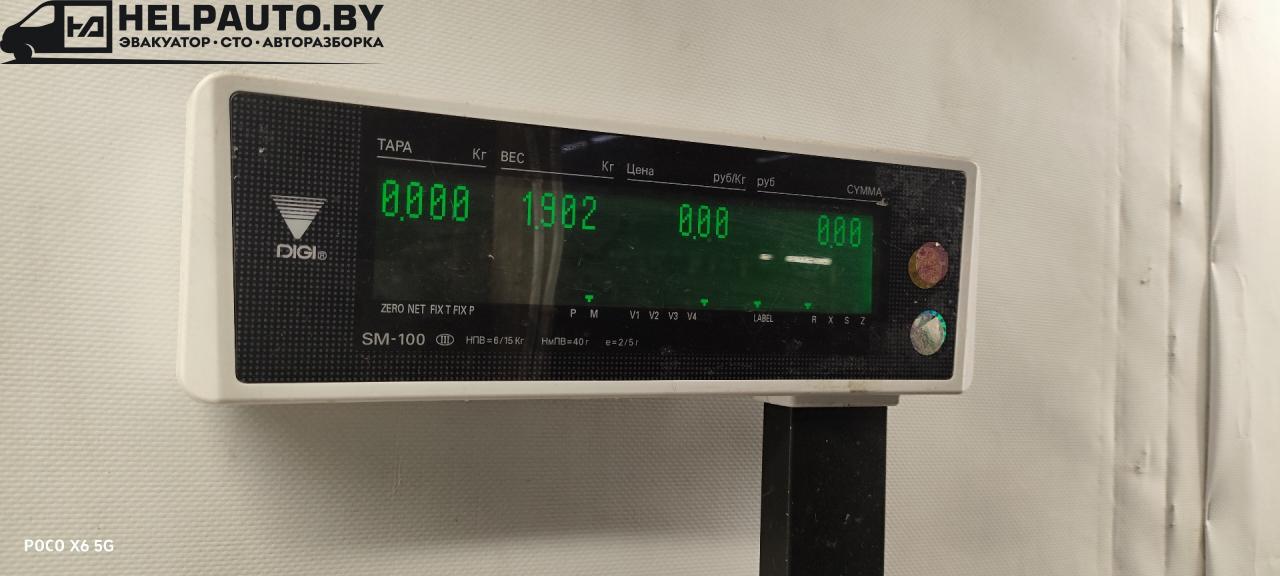 HELPAUTO.BY
ЭВАКУАТОР·СТО·АВТОРАЗБОРКА
ТАРА Кг ВЕС Кг Цена руб/Кг руб СУММА
0.000 1.902 0.00 0.00
DIGI®
ZERO NET FIX T FIX P P M V1 V2 V3 V4 LABEL R X S Z
SM-100 III НПВ=6/15 Кг НмПВ=40 г e=2/5 г
POCO X6 5G